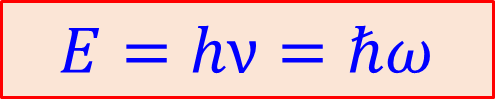 E = hν = ħω